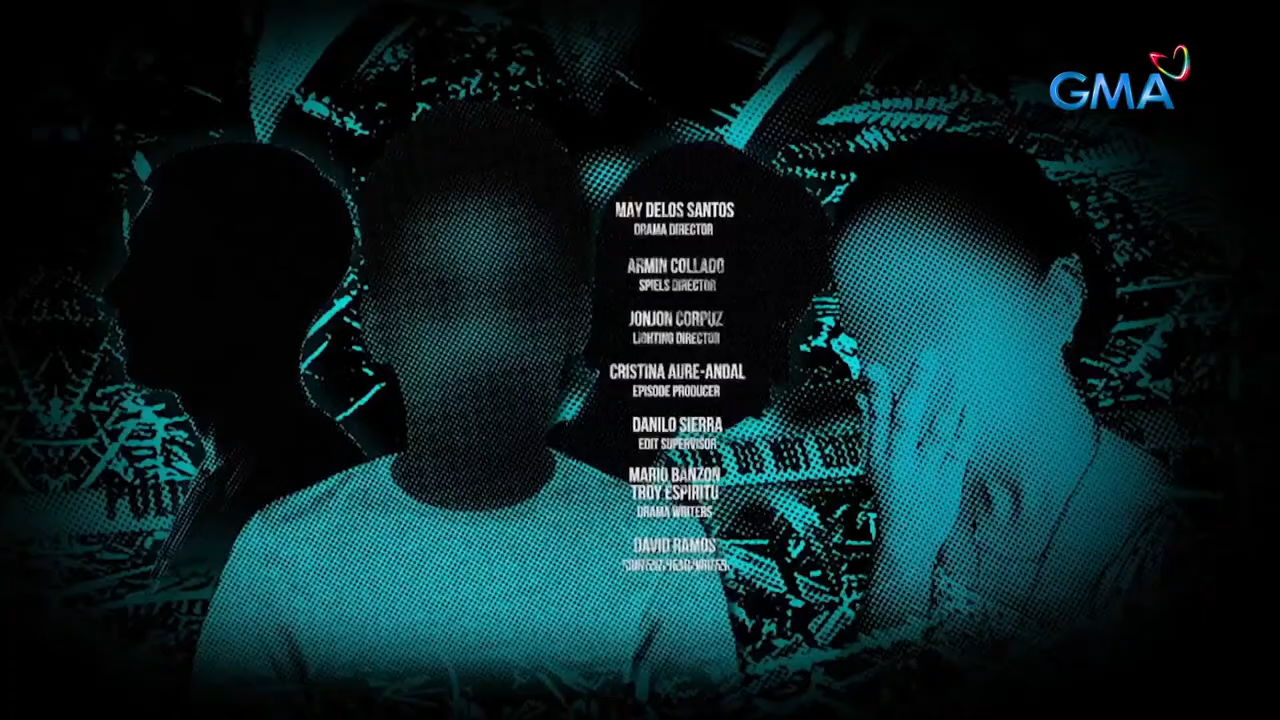 GMA
MAY DELOS SANTOS
DRAMA DIRECTOR
ARMIN COLLADO
SPIELS DIRECTOR
JONJON CORPUZ
LIGHTING DIRECTOR
CRISTINA AURE-ANDAL
EPISODE PRODUCER
DANILO SIERRA
EDIT SUPERVISOR
MARIO BANZON
TROY ESPIRITU
DRAMA WRITERS
DAVID RAMOS